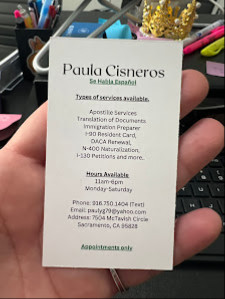 Paula Cisneros
Se Habla Español
Types of services available.
Apostille Services
Translation of Documents
Immigration Preparer
I-90 Resident Card,
DACA Renewal,
N-400 Naturalization,
I-130 Petitions and more.
Hours Available
11am-6pm
Monday-Saturday
Phone: 916.750.1404 (Text)
Email: paulyg79@yahoo.com
Address: 7504 McTavish Circle
Sacramento, CA 95828
Appointments only